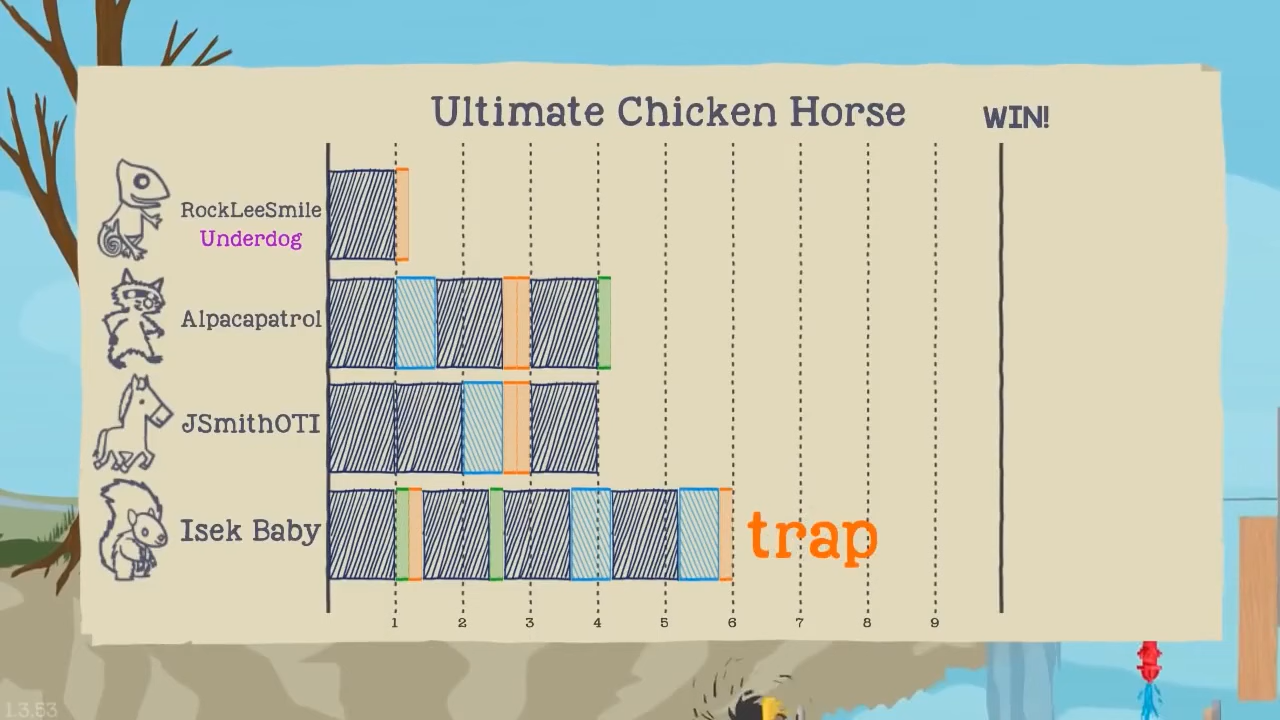 Ultimate Chicken Horse
WIN!
RockLeeSmile
Underdog
Alpacapatrol
JSmithOTI
Isek Baby
trap
1 2 3 4 5 6 7 8 9
1.3.53